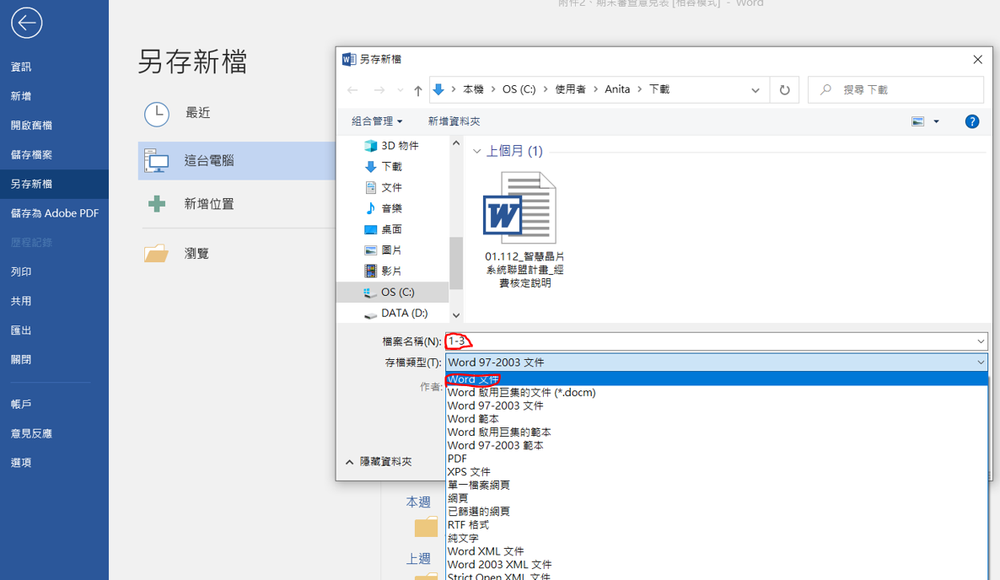 附件2、期末審查意見表 [相容模式] - Word
資訊
新增
開啟舊檔
儲存檔案
另存新檔
儲存為 Adobe PDF
歷程記錄
列印
共用
匯出
關閉
帳戶
意見反應
選項
另存新檔
最近
這台電腦
新增位置
瀏覽
本週
上週
另存新檔
本機 > OS (C:) > 使用者 > Anita > 下載
搜尋 下載
組合管理
新增資料夾
?
3D 物件
下載
文件
音樂
桌面
圖片
影片
OS (C:)
DATA (D:)
上個月 (1)
W
01.112_智慧晶片
系統聯盟計畫_經
費核定說明
檔案名稱(N): 1-3
存檔類型(T): Word 97-2003 文件
作者:
Word 文件
Word 啟用巨集的文件 (*.docm)
Word 97-2003 文件
Word 範本
Word 啟用巨集的範本
Word 97-2003 範本
PDF
XPS 文件
單一檔案網頁
網頁
已篩選的網頁
RTF 格式
純文字
Word XML 文件
Word 2003 XML 文件
Strict Open XML 文件
隱藏資料夾